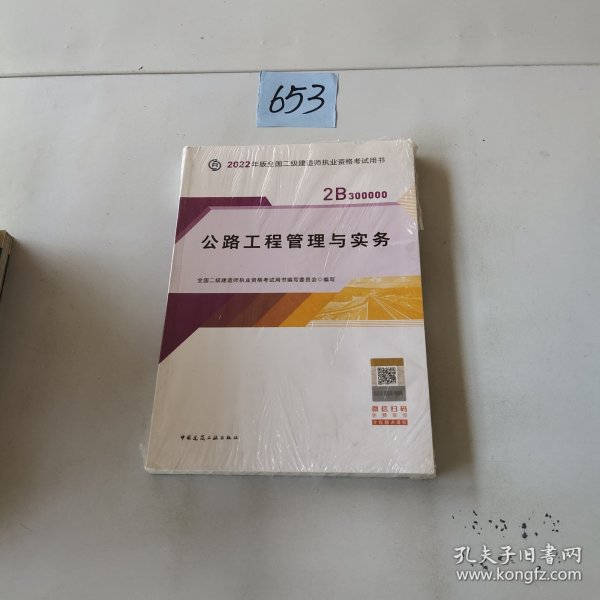 653
2022年版全国二级建造师执业资格考试用书
2B300000
公路工程管理与实务
全国二级建造师执业资格考试用书编写委员会◇编写
微信扫码
免费享受
中国建筑工业出版社
孔夫子旧书网
www.kongfz.com